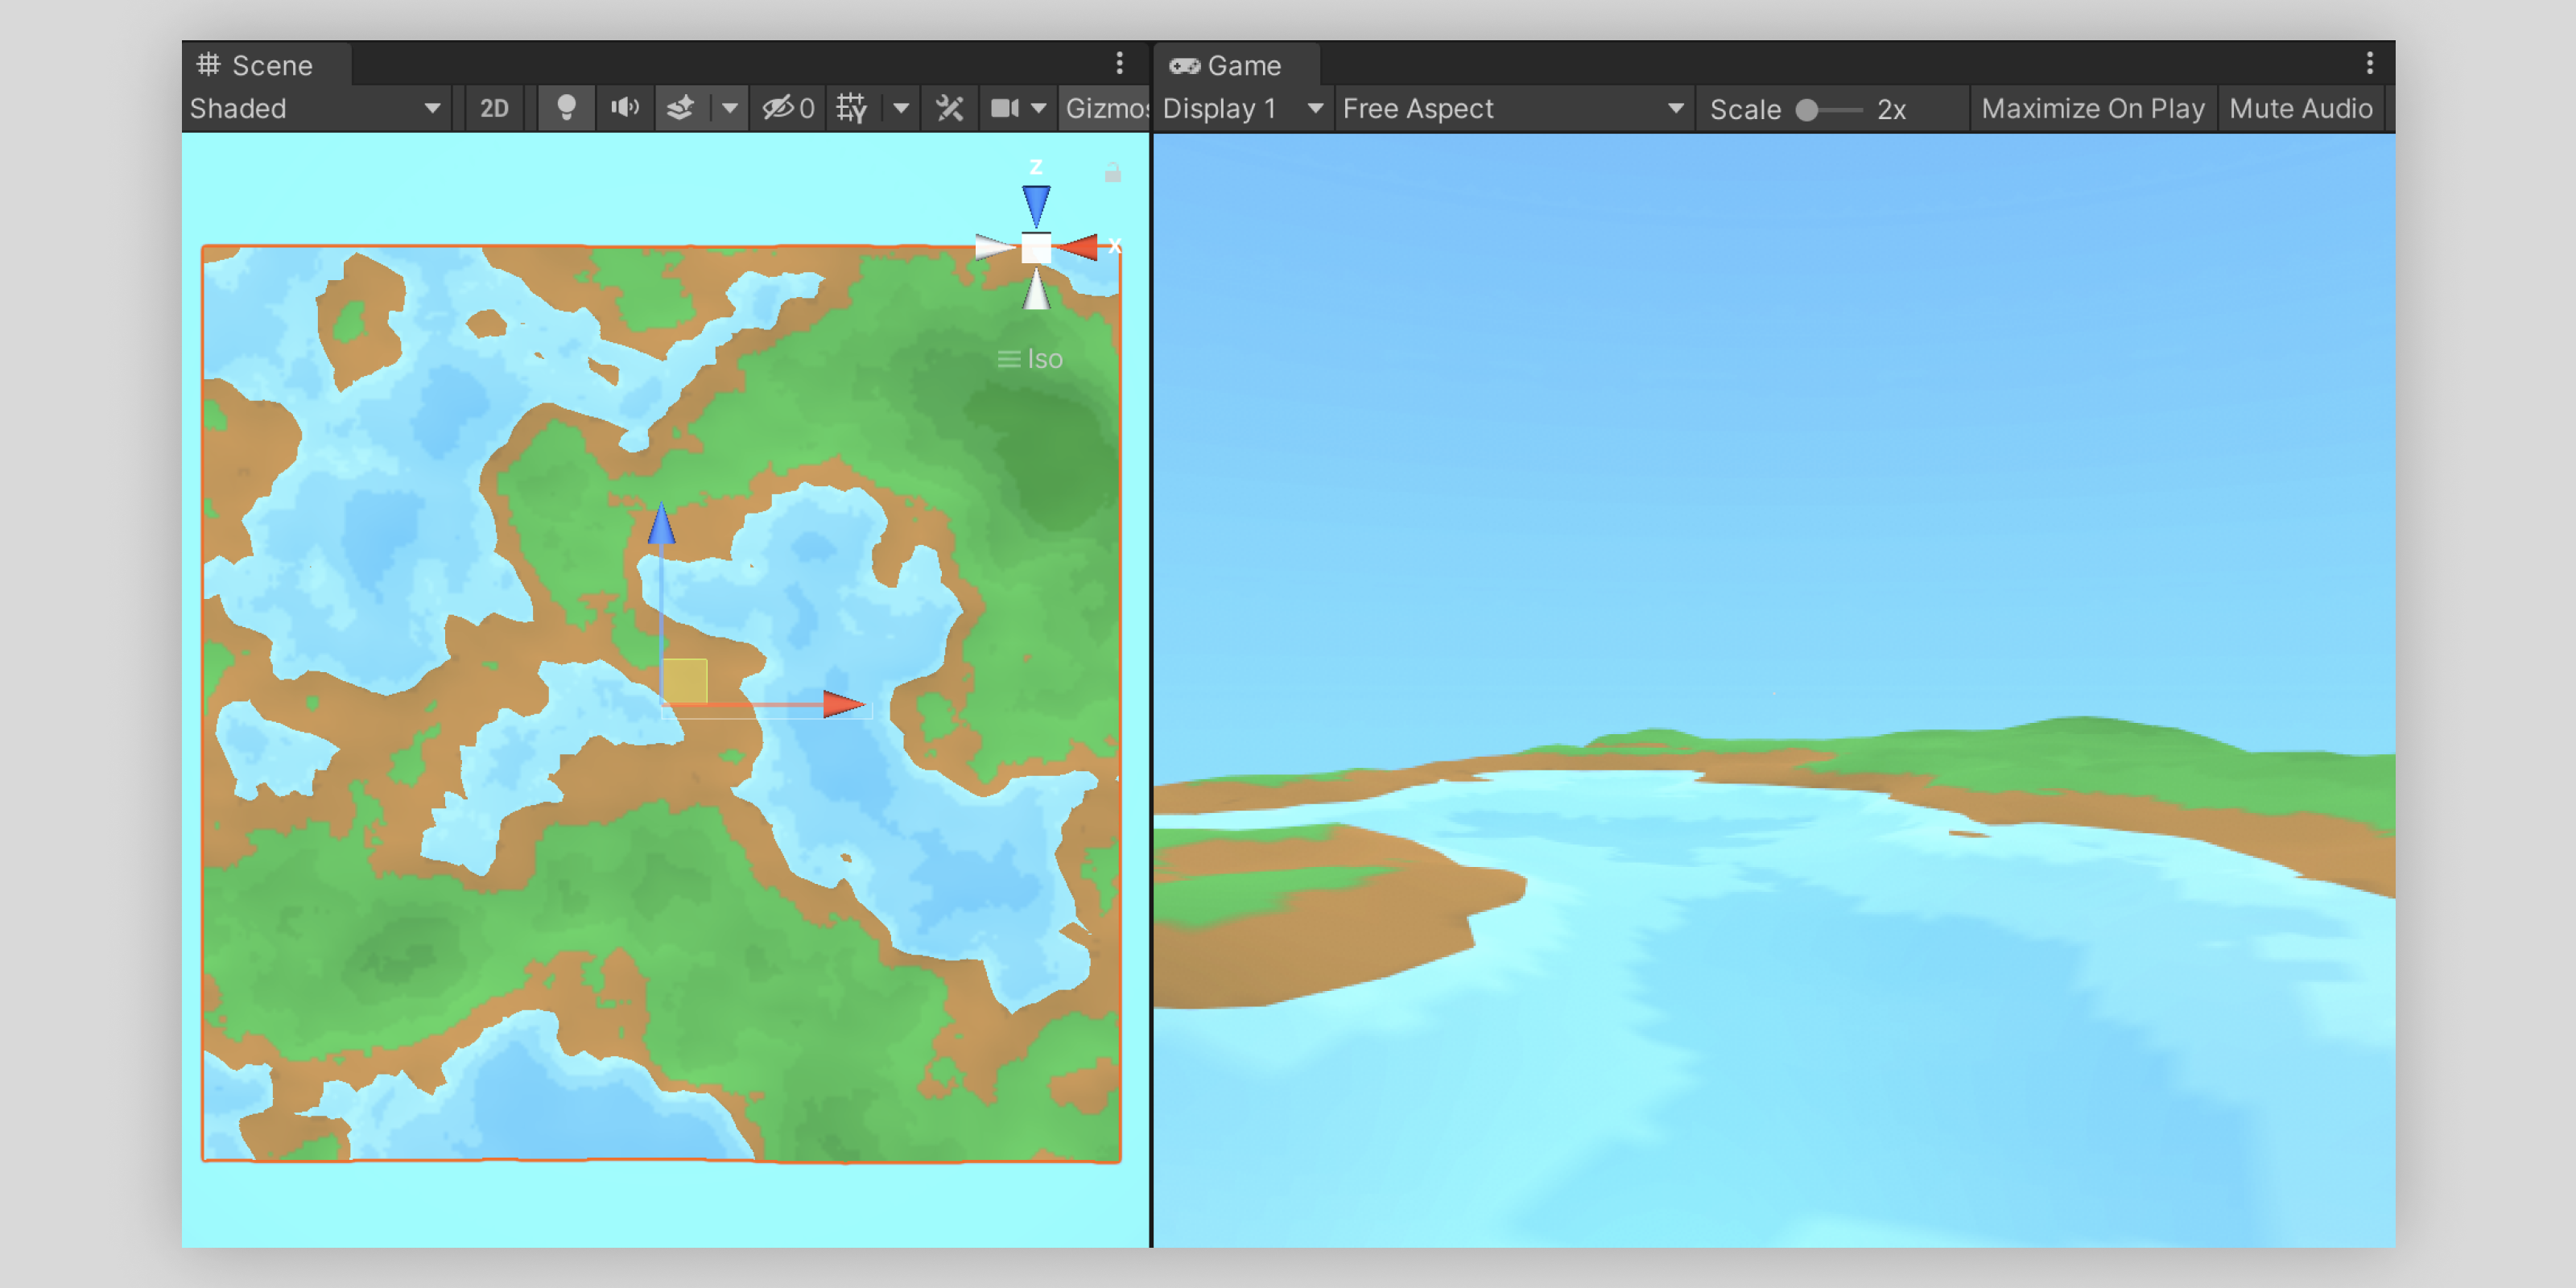 Scene
Game
Shaded
2D
0
Gizmos
Display 1
Free Aspect
Scale
2x
Maximize On Play
Mute Audio
z
x
Iso